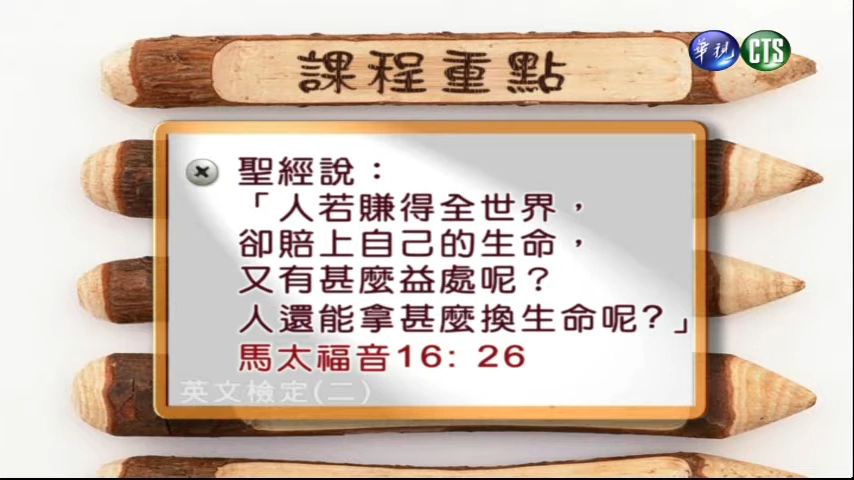 課程重點
華視 CTS
聖經說：
「人若賺得全世界，
卻賠上自己的生命，
又有甚麼益處呢？
人還能拿甚麼換生命呢?」
馬太福音16: 26
英文檢定(二)